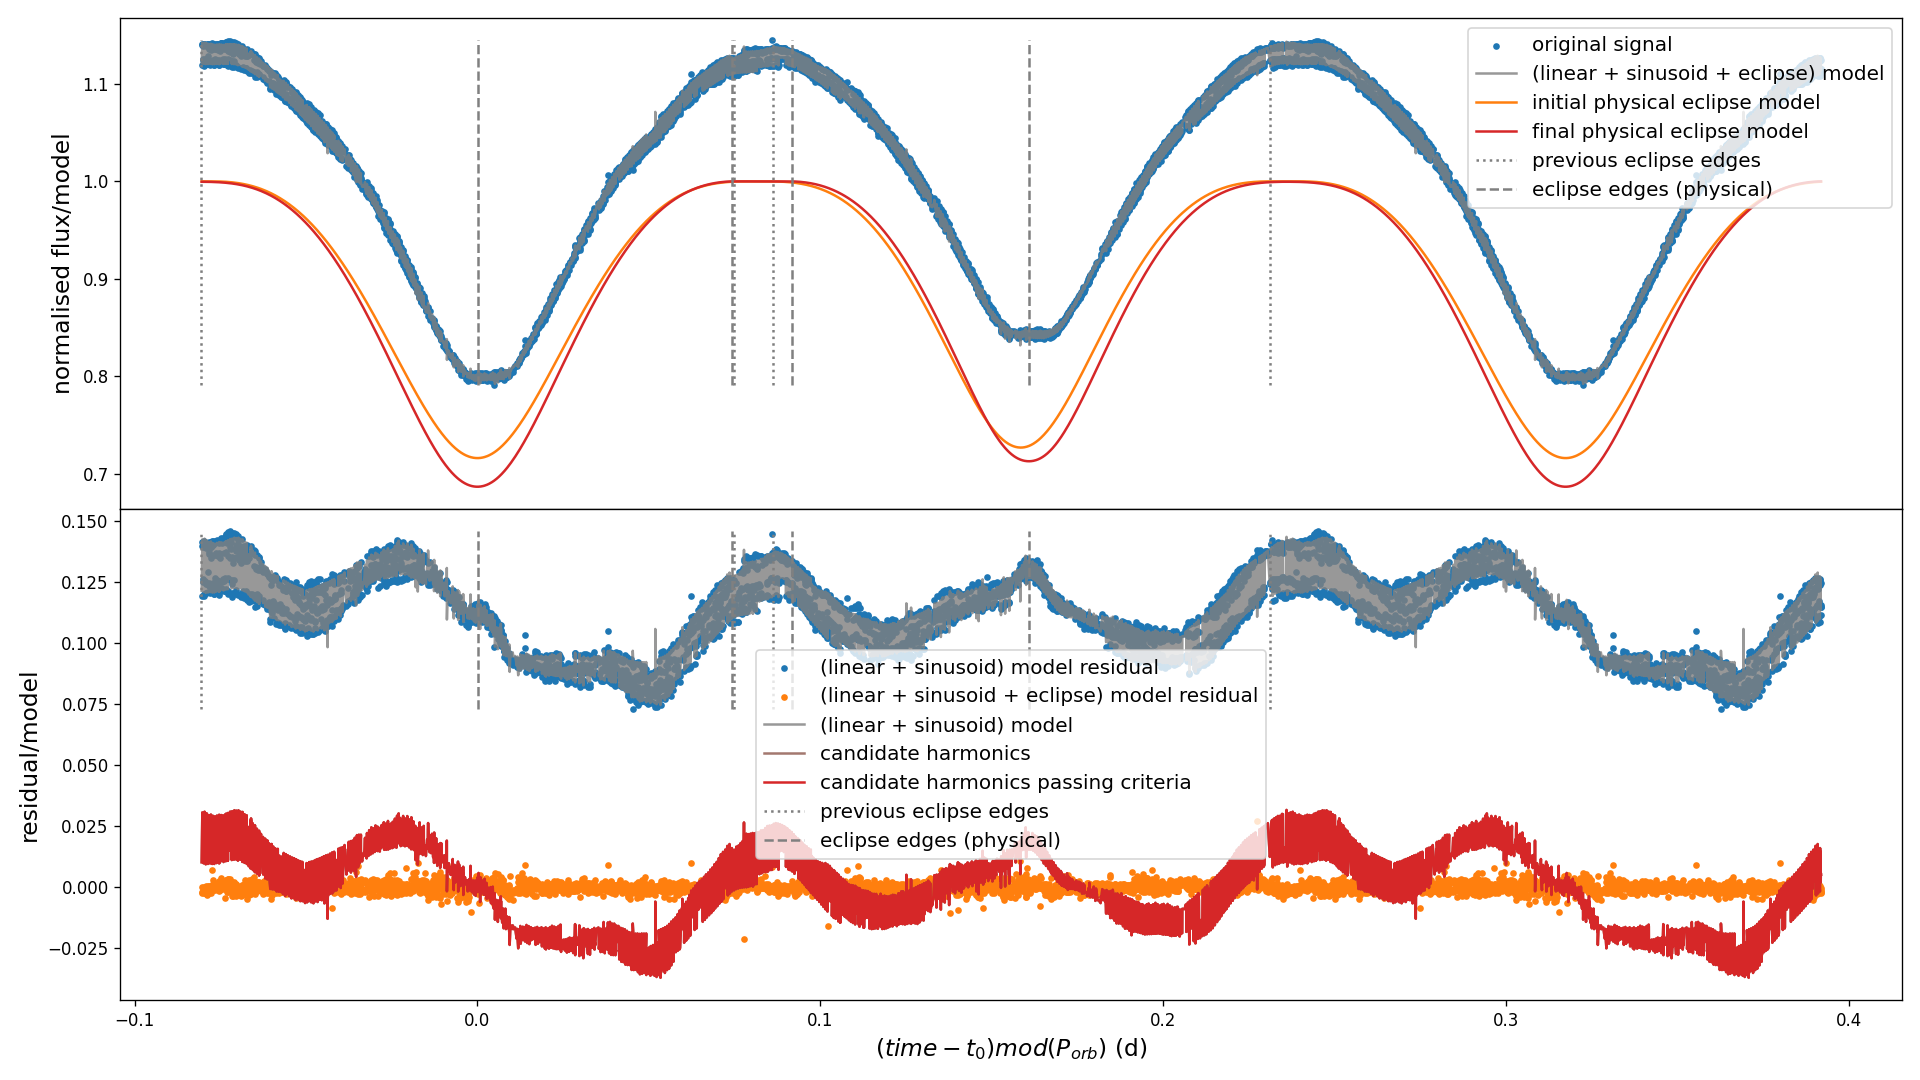 1.1
1.0
0.9
0.8
0.7
normalised flux/model
original signal
(linear + sinusoid + eclipse) model
initial physical eclipse model
final physical eclipse model
previous eclipse edges
eclipse edges (physical)
0.150
0.125
0.100
0.075
0.050
0.025
0.000
−0.025
residual/model
(linear + sinusoid) model residual
(linear + sinusoid + eclipse) model residual
(linear + sinusoid) model
candidate harmonics
candidate harmonics passing criteria
previous eclipse edges
eclipse edges (physical)
−0.1 0.0 0.1 0.2 0.3 0.4
(time − t₀)mod(P_orb) (d)